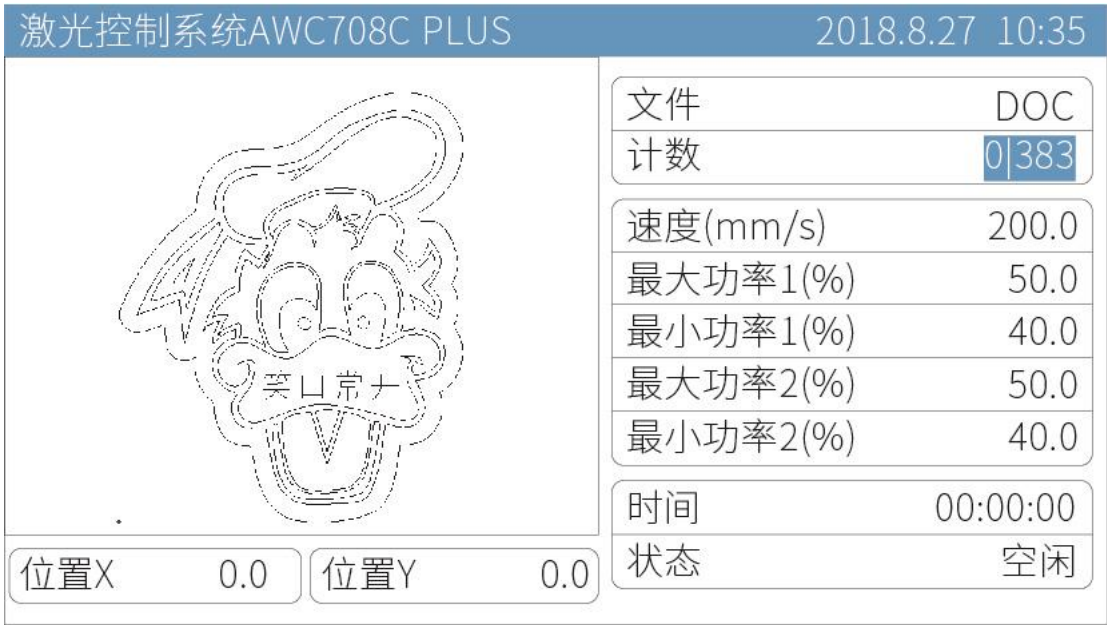 激光控制系统AWC708C PLUS 2018.8.27 10:35
文件 DOC
计数 0|383
速度(mm/s) 200.0
最大功率1(%) 50.0
最小功率1(%) 40.0
最大功率2(%) 50.0
最小功率2(%) 40.0
时间 00:00:00
状态 空闲
位置X 0.0
位置Y 0.0